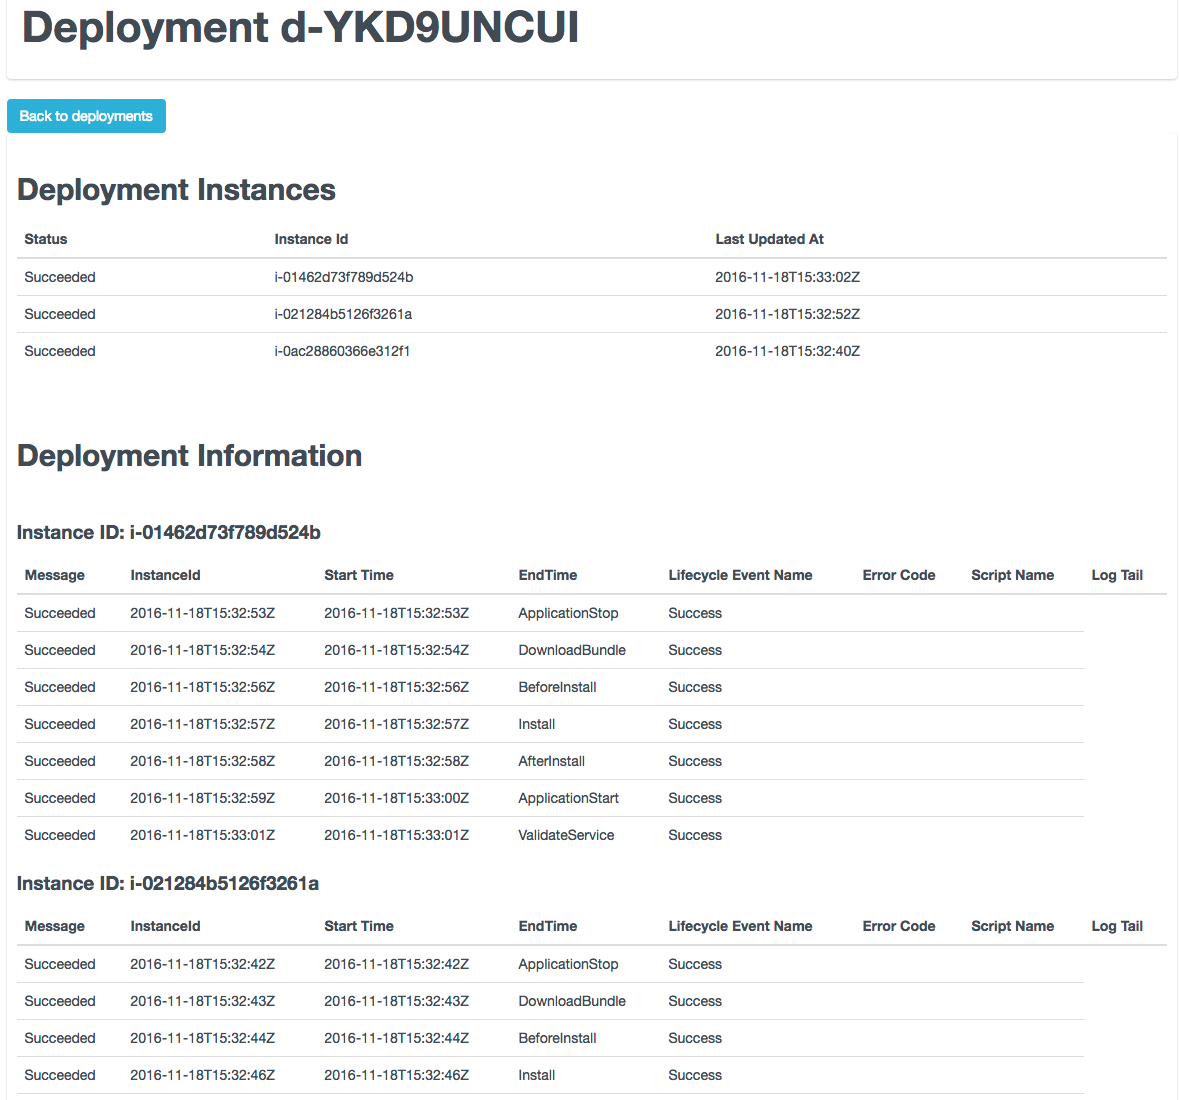 Deployment d-YKD9UNCUI
Back to deployments
Deployment Instances
Status Instance Id Last Updated At
Succeeded i-01462d73f789d524b 2016-11-18T15:33:02Z
Succeeded i-021284b5126f3261a 2016-11-18T15:32:52Z
Succeeded i-0ac28860366e312f1 2016-11-18T15:32:40Z
Deployment Information
Instance ID: i-01462d73f789d524b
Message InstanceId Start Time EndTime Lifecycle Event Name Error Code Script Name Log Tail
Succeeded 2016-11-18T15:32:53Z 2016-11-18T15:32:53Z ApplicationStop Success
Succeeded 2016-11-18T15:32:54Z 2016-11-18T15:32:54Z DownloadBundle Success
Succeeded 2016-11-18T15:32:56Z 2016-11-18T15:32:56Z BeforeInstall Success
Succeeded 2016-11-18T15:32:57Z 2016-11-18T15:32:57Z Install Success
Succeeded 2016-11-18T15:32:58Z 2016-11-18T15:32:58Z AfterInstall Success
Succeeded 2016-11-18T15:32:59Z 2016-11-18T15:33:00Z ApplicationStart Success
Succeeded 2016-11-18T15:33:01Z 2016-11-18T15:33:01Z ValidateService Success
Instance ID: i-021284b5126f3261a
Message InstanceId Start Time EndTime Lifecycle Event Name Error Code Script Name Log Tail
Succeeded 2016-11-18T15:32:42Z 2016-11-18T15:32:42Z ApplicationStop Success
Succeeded 2016-11-18T15:32:43Z 2016-11-18T15:32:43Z DownloadBundle Success
Succeeded 2016-11-18T15:32:44Z 2016-11-18T15:32:44Z BeforeInstall Success
Succeeded 2016-11-18T15:32:46Z 2016-11-18T15:32:46Z Install Success